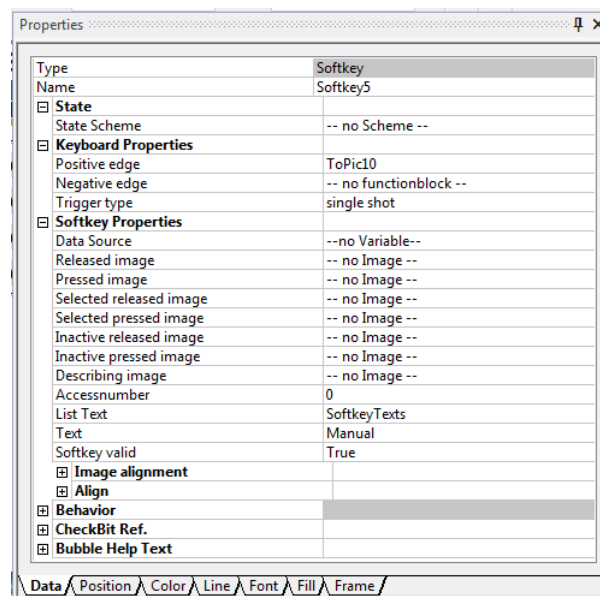 Properties
Type Softkey
Name Softkey5
State
State Scheme -- no Scheme --
Keyboard Properties
Positive edge ToPic10
Negative edge -- no functionblock --
Trigger type single shot
Softkey Properties
Data Source --no Variable--
Released image -- no Image --
Pressed image -- no Image --
Selected released image -- no Image --
Selected pressed image -- no Image --
Inactive released image -- no Image --
Inactive pressed image -- no Image --
Describing image -- no Image --
Accessnumber 0
List Text SoftkeyTexts
Text Manual
Softkey valid True
Image alignment
Align
Behavior
CheckBit Ref.
Bubble Help Text
Data Position Color Line Font Fill Frame